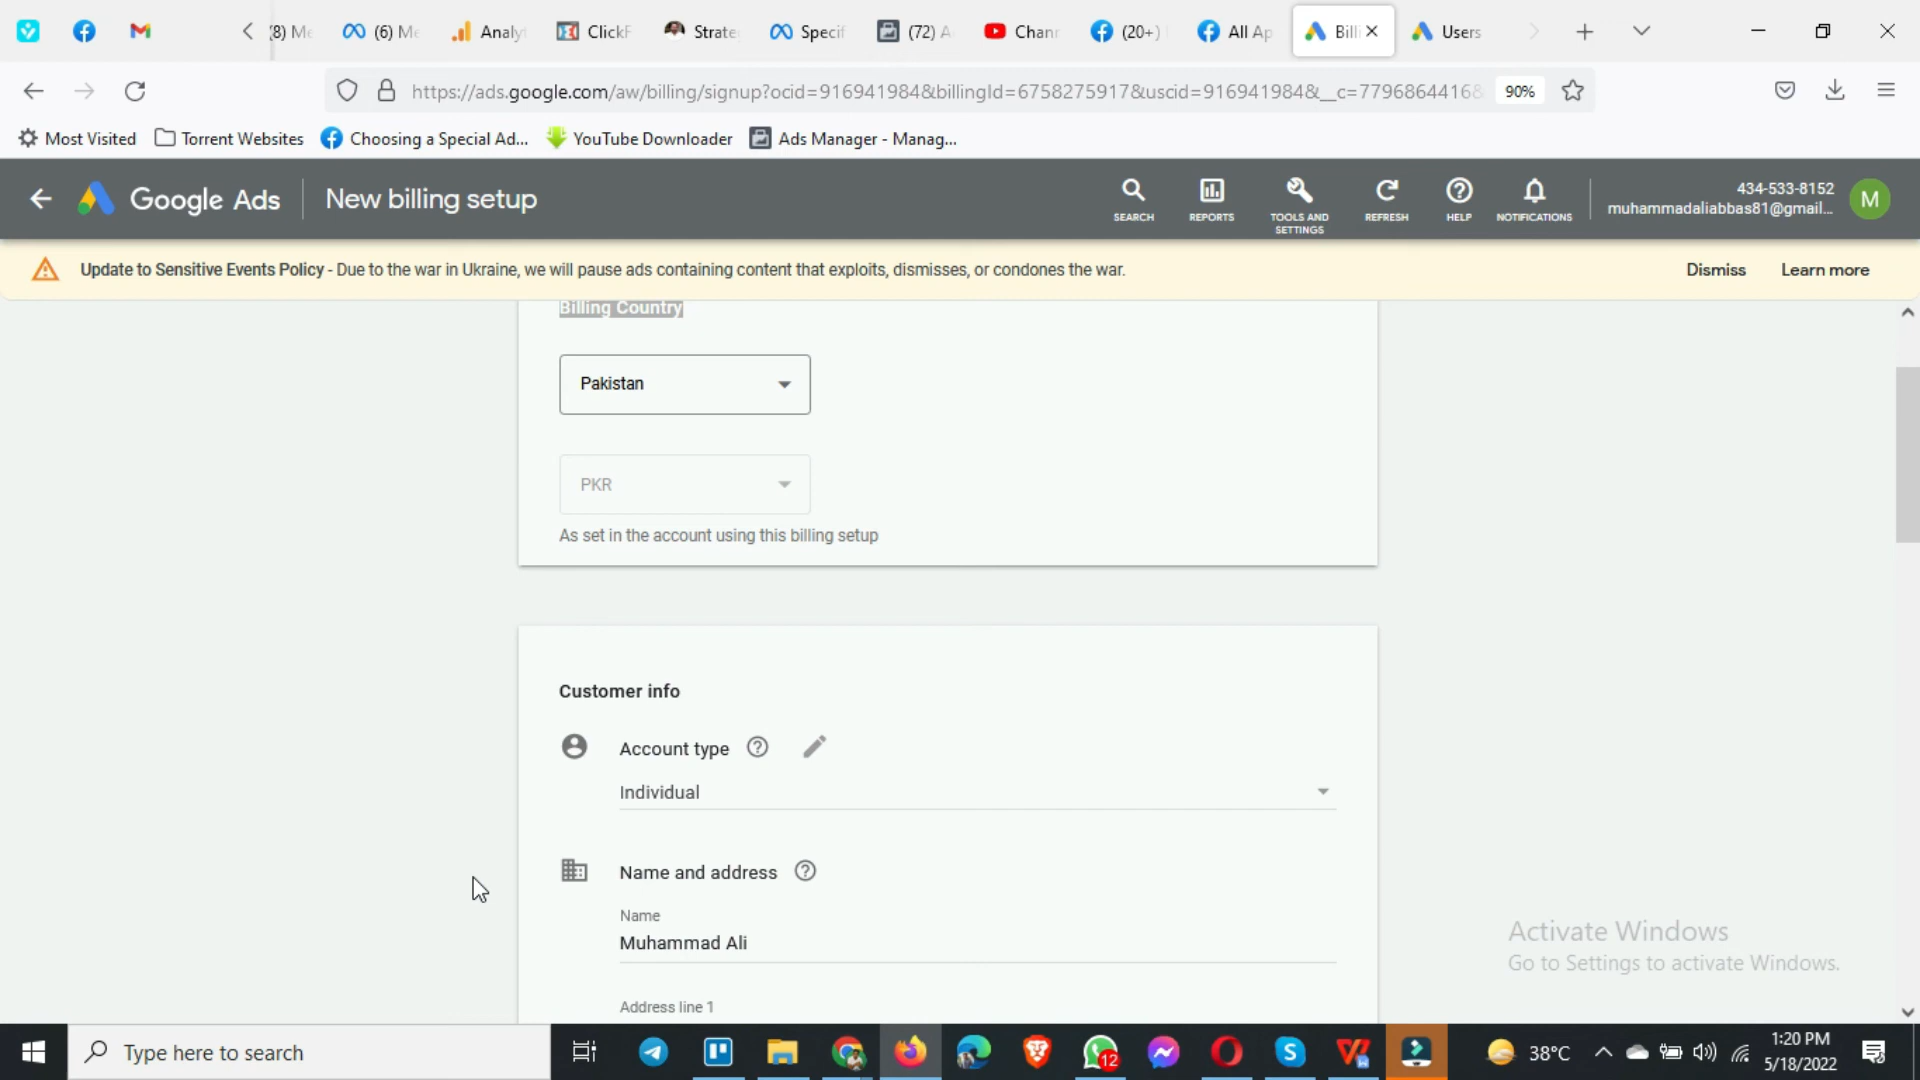 (8) Me
(6) Me
Analyt
ClickF
Strate
Specif
(72) A
Chann
(20+)
All Ap
Billi
Users
https://ads.google.com/aw/billing/signup?ocid=916941984&billingId=6758275917&uscid=916941984&__c=7796864416&
90%
Most Visited
Torrent Websites
Choosing a Special Ad...
YouTube Downloader
Ads Manager - Manag...
Google Ads
New billing setup
SEARCH
REPORTS
TOOLS AND SETTINGS
REFRESH
HELP
NOTIFICATIONS
434-533-8152
muhammadaliabbas81@gmail...
M
Update to Sensitive Events Policy - Due to the war in Ukraine, we will pause ads containing content that exploits, dismisses, or condones the war.
Dismiss
Learn more
Billing Country
Pakistan
PKR
As set in the account using this billing setup
Customer info
Account type
Individual
Name and address
Name
Muhammad Ali
Address line 1
Activate Windows
Go to Settings to activate Windows.
Type here to search
12
38°C
1:20 PM
5/18/2022